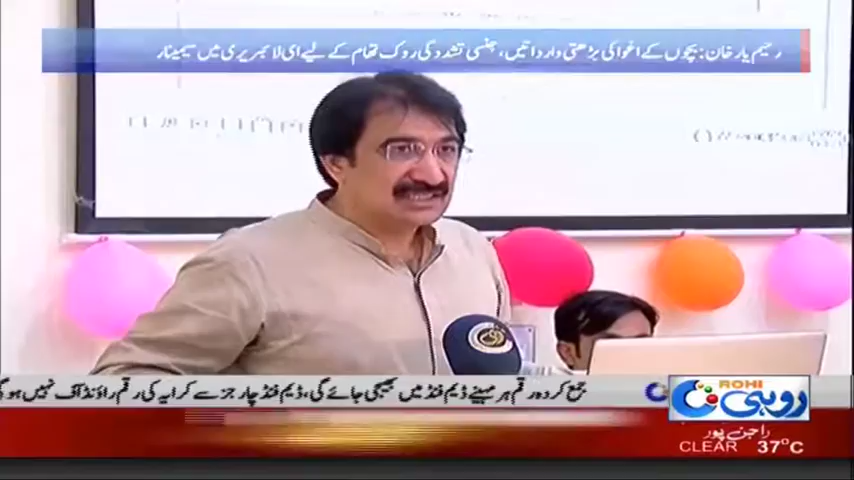 رحیم یار خان: بچوں کے اغوا کی بڑھتی وارداتیں، جنسی تشدد کی روک تھام کے لیے ای لائبریری میں سیمینار
جمع کردہ رقم ہر مہینے ڈیم فنڈ میں بھیجی جائے گی، ڈیم فنڈ چارجز سے کرایہ کی رقم راؤنڈ آف نہیں ہو گی
ROHI
روہی
راجن پور
CLEAR 37°C